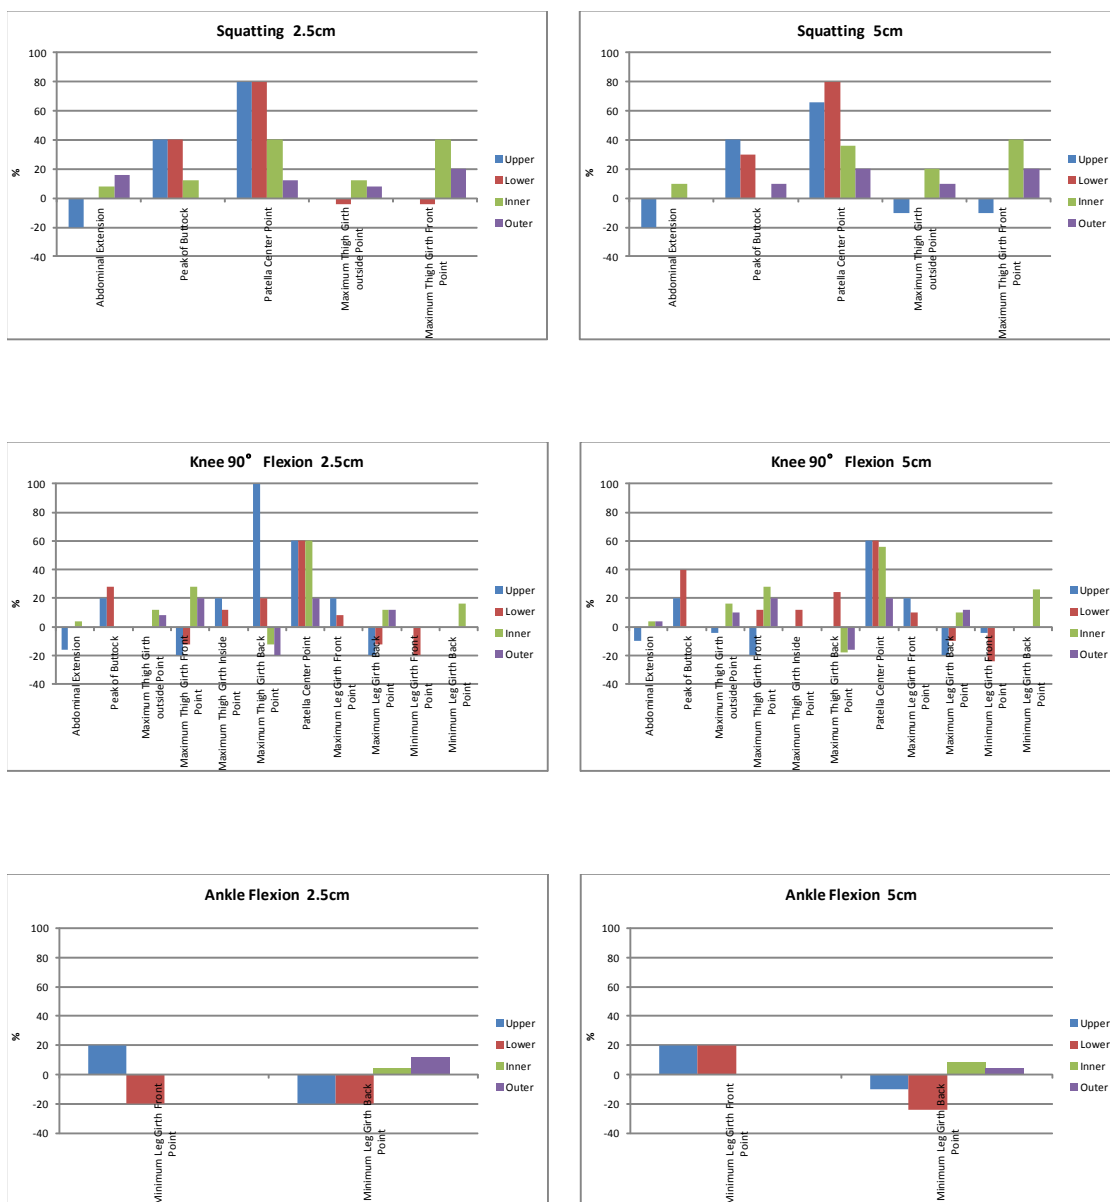 Squatting 2.5cm
100
80
60
40
20
0
-20
-40
%
Abdominal Extension
Peak of Buttock
Patella Center Point
Maximum Thigh Girth
outside Point
Maximum Thigh Girth Front
Point
Upper
Lower
Inner
Outer
Squatting 5cm
100
80
60
40
20
0
-20
-40
%
Abdominal Extension
Peak of Buttock
Patella Center Point
Maximum Thigh Girth
outside Point
Maximum Thigh Girth Front
Point
Upper
Lower
Inner
Outer
Knee 90° Flexion 2.5cm
100
80
60
40
20
0
-20
-40
%
Abdominal Extension
Peak of Buttock
Maximum Thigh Girth
outside Point
Maximum Thigh Girth Front
Point
Maximum Thigh Girth Inside
Point
Maximum Thigh Girth Back
Point
Patella Center Point
Maximum Leg Girth Front
Point
Maximum Leg Girth Back
Point
Minimum Leg Girth Front
Point
Minimum Leg Girth Back
Point
Upper
Lower
Inner
Outer
Knee 90° Flexion 5cm
100
80
60
40
20
0
-20
-40
%
Abdominal Extension
Peak of Buttock
Maximum Thigh Girth
outside Point
Maximum Thigh Girth Front
Point
Maximum Thigh Girth Inside
Point
Maximum Thigh Girth Back
Point
Patella Center Point
Maximum Leg Girth Front
Point
Maximum Leg Girth Back
Point
Minimum Leg Girth Front
Point
Minimum Leg Girth Back
Point
Upper
Lower
Inner
Outer
Ankle Flexion 2.5cm
100
80
60
40
20
0
-20
-40
%
Minimum Leg Girth Front
Point
Minimum Leg Girth Back
Point
Upper
Lower
Inner
Outer
Ankle Flexion 5cm
100
80
60
40
20
0
-20
-40
%
Minimum Leg Girth Front
Point
Minimum Leg Girth Back
Point
Upper
Lower
Inner
Outer